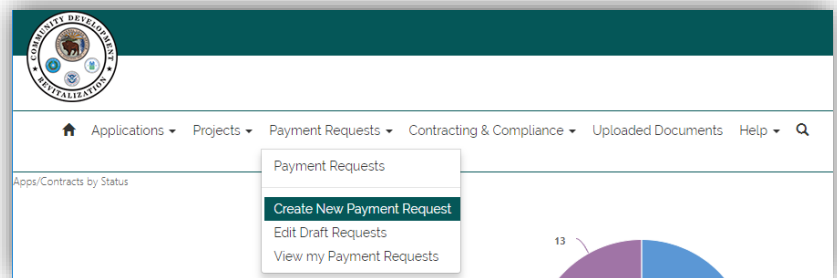 COMMUNITY DEVELOPMENT
REVITALIZATION
Applications Projects Payment Requests Contracting & Compliance Uploaded Documents Help
Payment Requests
Apps/Contracts by Status
Create New Payment Request
Edit Draft Requests
13
View my Payment Requests